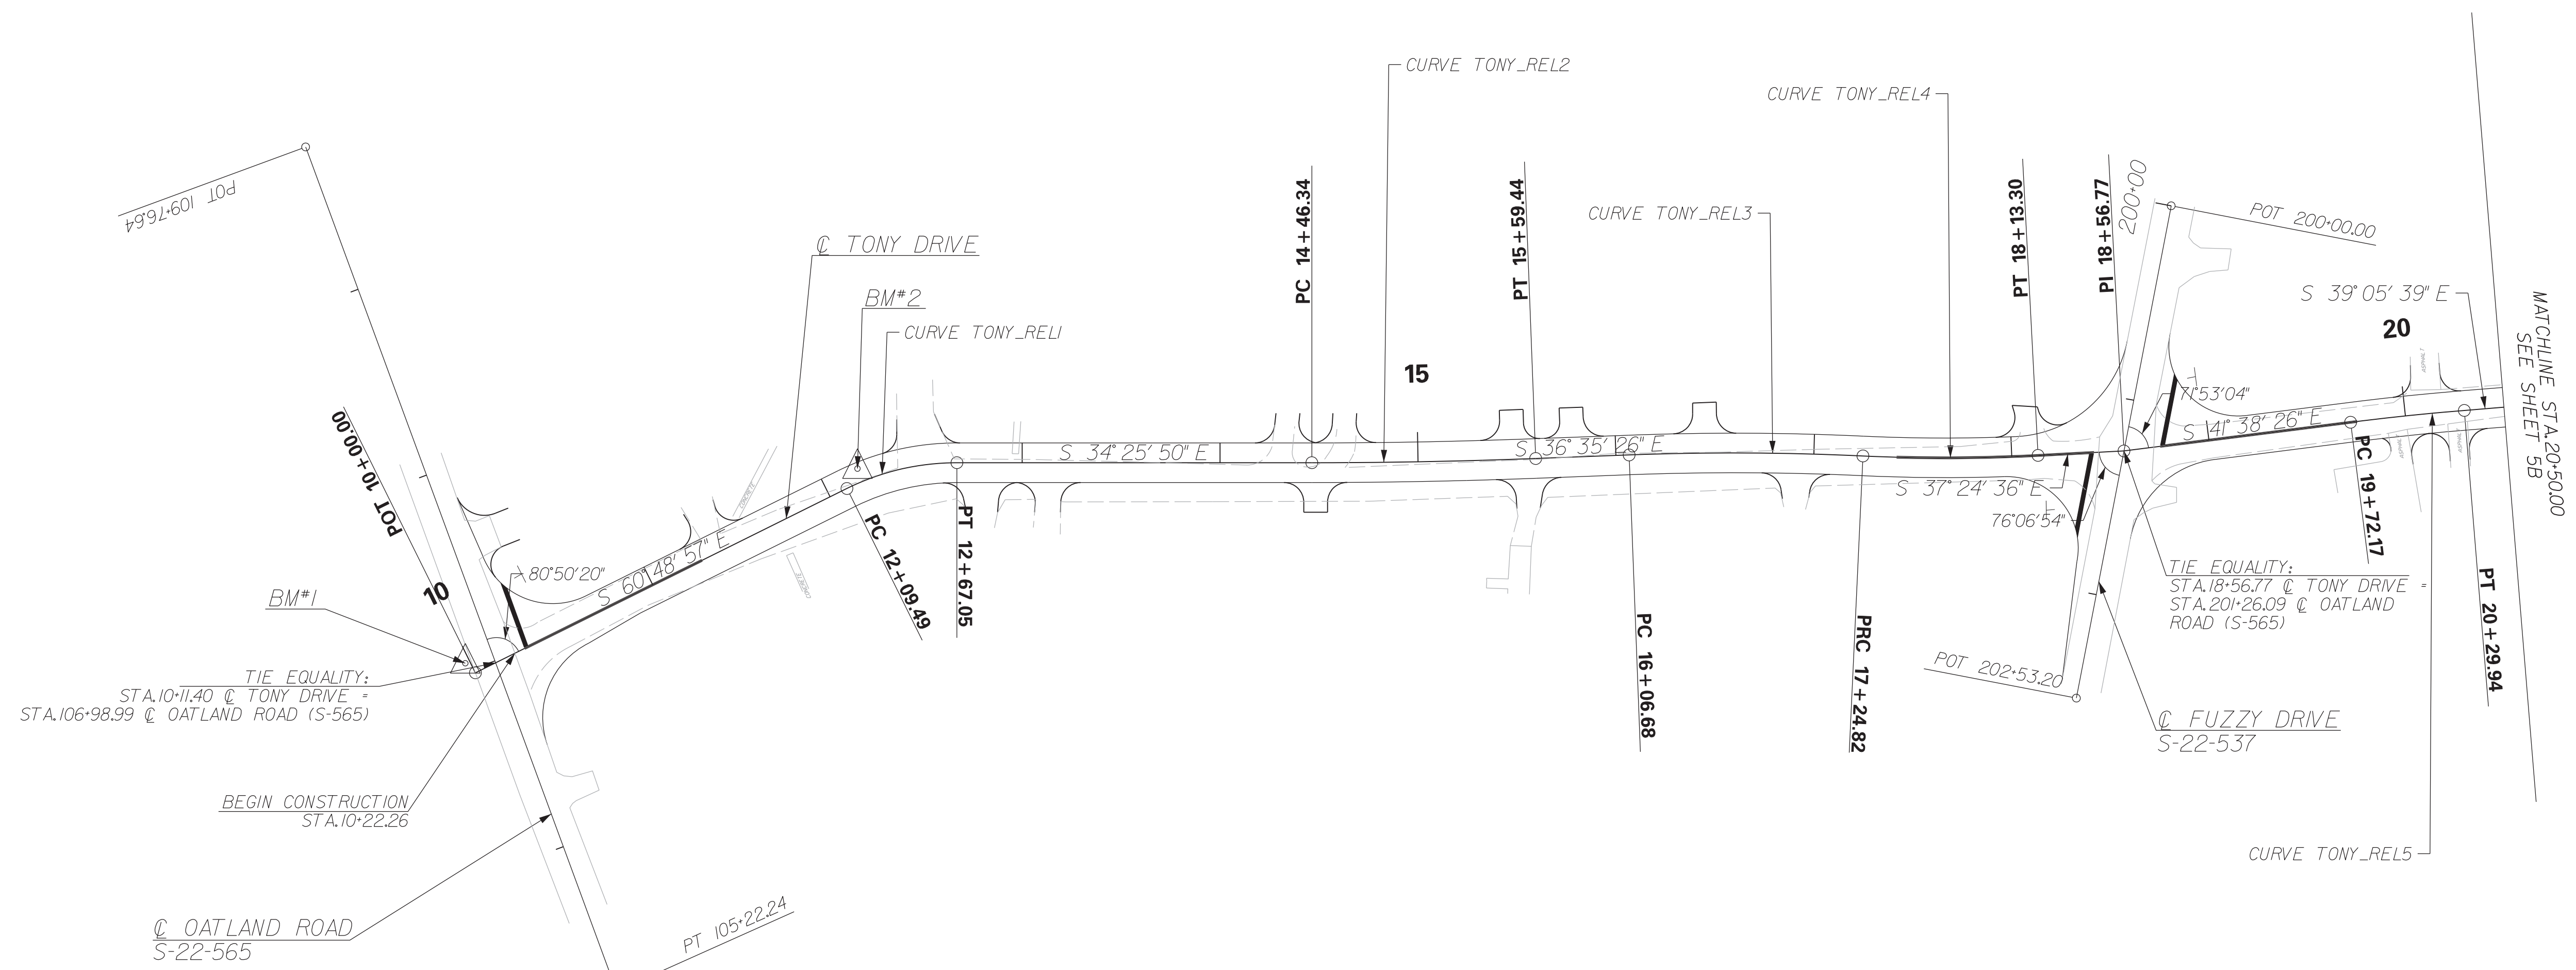 POT 109+76.64
℄ TONY DRIVE
BM#2
CURVE TONY_REL1
CURVE TONY_REL2
CURVE TONY_REL3
CURVE TONY_REL4
PC 14+46.34
PT 15+59.44
PT 18+13.30
PI 18+56.77
200+00
POT 200+00.00
S 39°05'39" E
20
MATCHLINE STA.20+50.00
SEE SHEET 5B
15
POT 10+00.00
10
80°50'20"
S 60°48'57" E
CONCRETE
CONCRETE
S 34°25'50" E
S 36°35'26" E
S 37°24'36" E
76°06'54"
71°53'04"
S 41°38'26" E
ASPHALT
ASPHALT
ASPHALT
ASPHALT
PC 12+09.49
PT 12+67.05
PC 16+06.68
PRC 17+24.82
PC 19+72.17
PT 20+29.94
BM#1
TIE EQUALITY:
STA.10+11.40 ℄ TONY DRIVE =
STA.106+98.99 ℄ OATLAND ROAD (S-565)
BEGIN CONSTRUCTION
STA.10+22.26
℄ OATLAND ROAD
S-22-565
PT 105+22.24
TIE EQUALITY:
STA.18+56.77 ℄ TONY DRIVE =
STA.201+26.09 ℄ OATLAND
ROAD (S-565)
POT 202+53.20
℄ FUZZY DRIVE
S-22-537
CURVE TONY_REL5